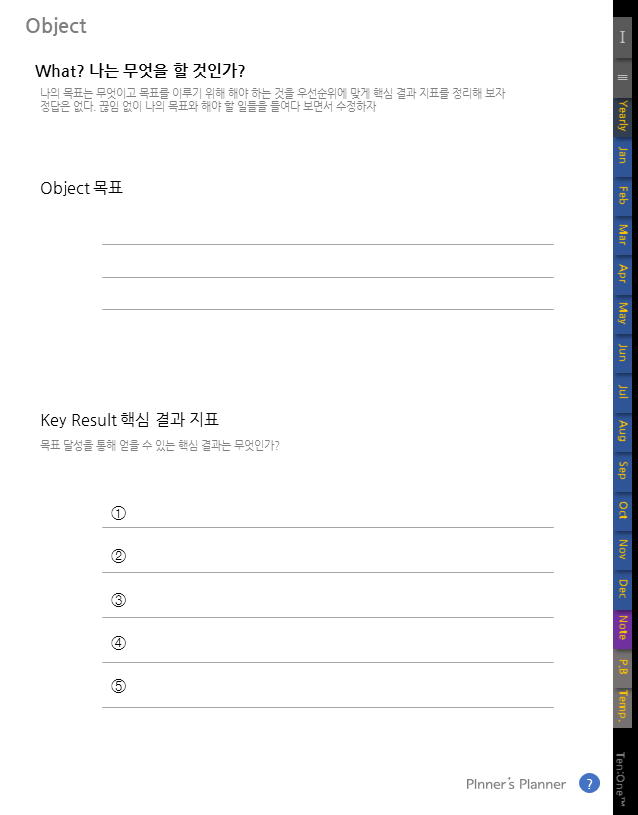 Object
What? 나는 무엇을 할 것인가?
나의 목표는 무엇이고 목표를 이루기 위해 해야 하는 것을 우선순위에 맞게 핵심 결과 지표를 정리해 보자
정답은 없다. 끊임 없이 나의 목표와 해야 할 일들을 들여다 보면서 수정하자
Object 목표
Key Result 핵심 결과 지표
목표 달성을 통해 얻을 수 있는 핵심 결과는 무엇인가?
①
②
③
④
⑤
PInner's Planner ?
I
≡
Yearly
Jan
Feb
Mar
Apr
May
Jun
Jul
Aug
Sep
Oct
Nov
Dec
Note
P.B
Temp.
Ten:One™